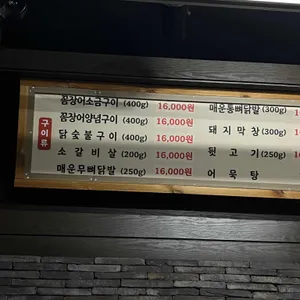 구이류
꼼장어소금구이 (400g) 16,000원
꼼장어양념구이 (400g) 16,000원
닭숯불구이 (400g) 16,000원
소갈비살 (200g) 16,000원
매운무뼈닭발 (250g) 16,000원
매운통뼈닭발 (300g)
돼지막창 (300g)
뒷고기 (250g)
어묵탕